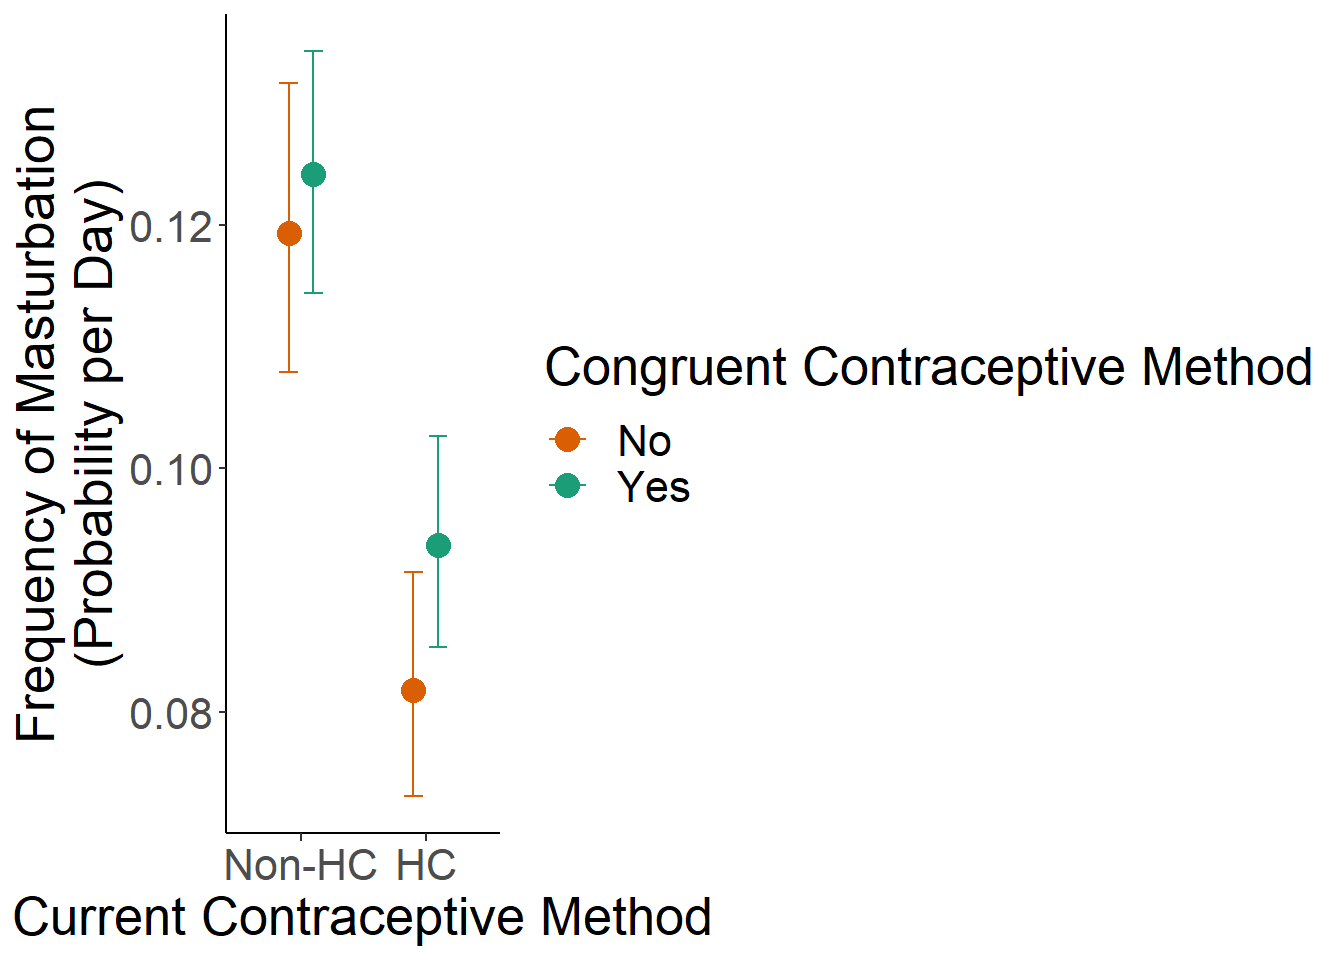 Frequency of Masturbation
(Probability per Day)
0.12
0.10
0.08
Non-HC HC
Current Contraceptive Method
Congruent Contraceptive Method
No
Yes